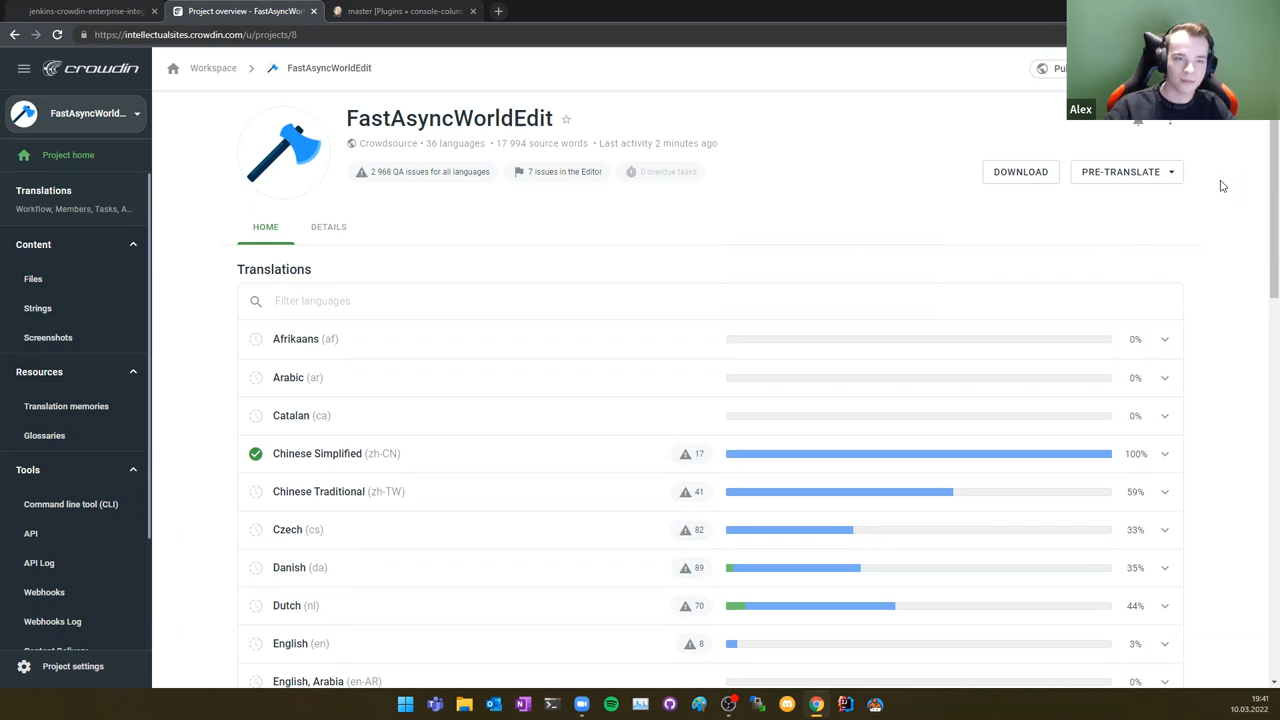 jenkins-crowdin-enterprise-integ
Project overview - FastAsyncWorl
master [Plugins » console-colum
https://intellectualsites.crowdin.com/u/projects/8
crowdin
Workspace
FastAsyncWorldEdit
FastAsyncWorld...
Alex
FastAsyncWorldEdit
Crowdsource • 36 languages • 17 994 source words • Last activity 2 minutes ago
2 968 QA issues for all languages
7 issues in the Editor
0 overdue tasks
DOWNLOAD
PRE-TRANSLATE
HOME
DETAILS
Project home
Translations
Workflow, Members, Tasks, A...
Content
Files
Strings
Screenshots
Resources
Translation memories
Glossaries
Tools
Command line tool (CLI)
API
API Log
Webhooks
Webhooks Log
Content Delivery
Project settings
Translations
Filter languages
Afrikaans (af) 0%
Arabic (ar) 0%
Catalan (ca) 0%
Chinese Simplified (zh-CN) 17 100%
Chinese Traditional (zh-TW) 41 59%
Czech (cs) 82 33%
Danish (da) 89 35%
Dutch (nl) 70 44%
English (en) 8 3%
English, Arabia (en-AR) 0%
19:41
10.03.2022